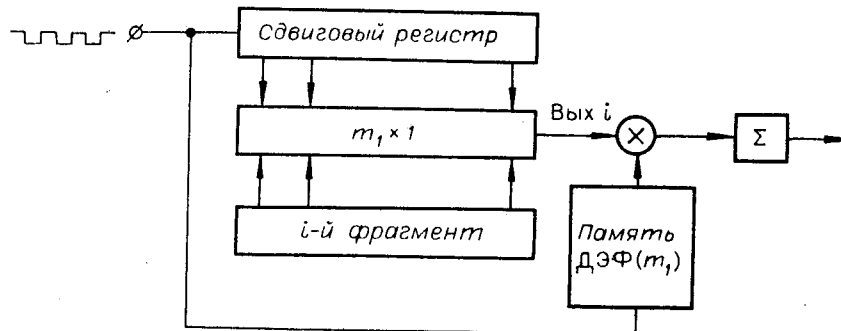 Сдвиговый регистр
m₁ × 1
Вых i
×
Σ
i-й фрагмент
Память
ДЭФ(m₁)